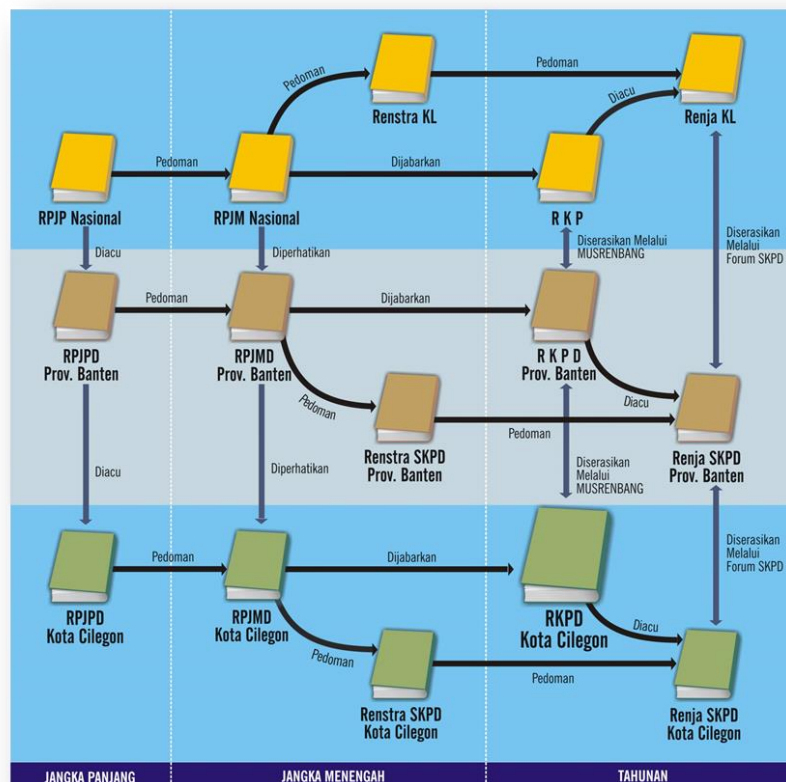 Pedoman
Pedoman
Renstra KL
Renja KL
Diacu
Pedoman
Dijabarkan
RPJP Nasional
RPJM Nasional
R K P
Diacu
Diperhatikan
Diserasikan Melalui
MUSRENBANG
Diserasikan
Melalui
Forum SKPD
Pedoman
Dijabarkan
RPJPD
Prov. Banten
RPJMD
Prov. Banten
R K P D
Prov. Banten
Pedoman
Diacu
Renstra SKPD
Prov. Banten
Pedoman
Renja SKPD
Prov. Banten
Diacu
Diperhatikan
Diserasikan
Melalui
MUSRENBANG
Diserasikan
Melalui
Forum SKPD
Pedoman
Dijabarkan
RPJPD
Kota Cilegon
RPJMD
Kota Cilegon
RKPD
Kota Cilegon
Pedoman
Diacu
Renstra SKPD
Kota Cilegon
Pedoman
Renja SKPD
Kota Cilegon
JANGKA PANJANG
JANGKA MENENGAH
TAHUNAN